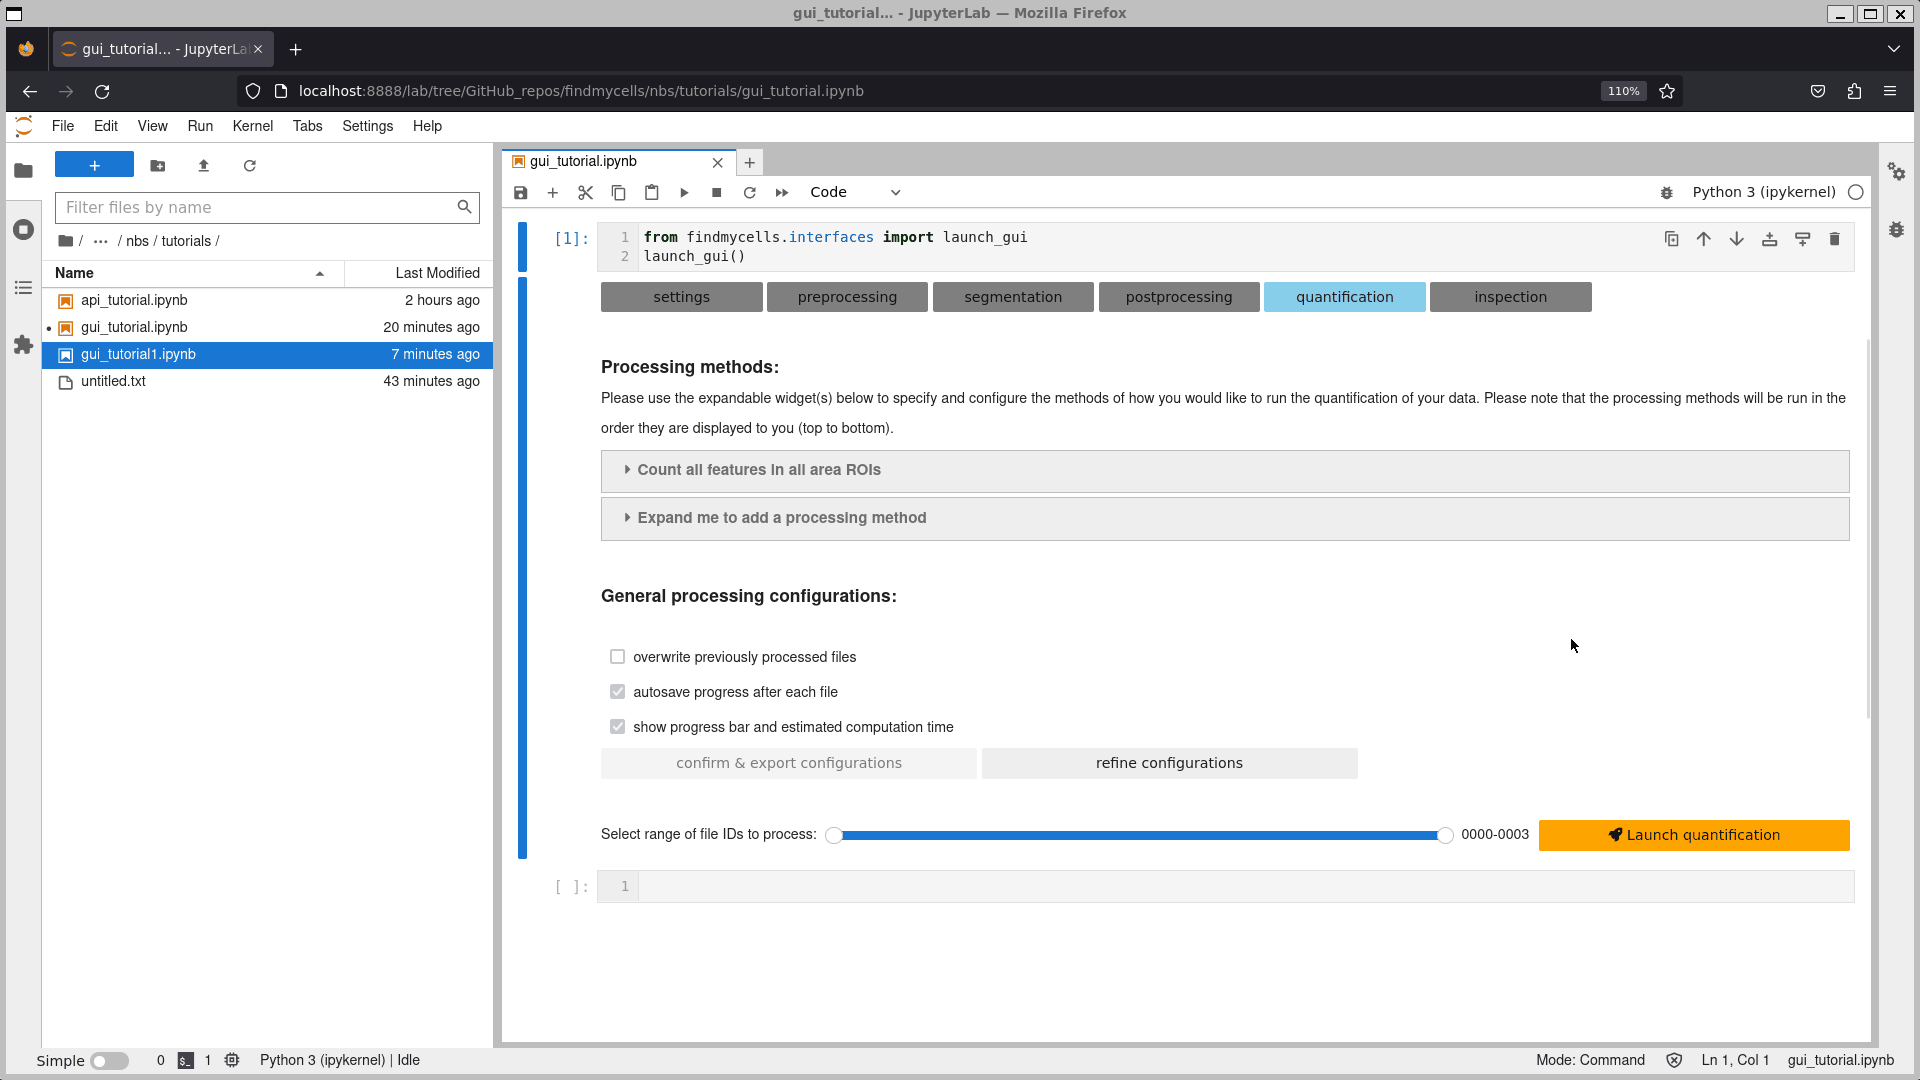 gui_tutorial… - JupyterLab — Mozilla Firefox
gui_tutorial… - JupyterLa
localhost:8888/lab/tree/GitHub_repos/findmycells/nbs/tutorials/gui_tutorial.ipynb
110%
File Edit View Run Kernel Tabs Settings Help
Filter files by name
/ ··· / nbs / tutorials /
Name Last Modified
api_tutorial.ipynb 2 hours ago
gui_tutorial.ipynb 20 minutes ago
gui_tutorial1.ipynb 7 minutes ago
untitled.txt 43 minutes ago
gui_tutorial.ipynb
Code
Python 3 (ipykernel)
[1]:
1 from findmycells.interfaces import launch_gui
2 launch_gui()
settings preprocessing segmentation postprocessing quantification inspection
Processing methods:
Please use the expandable widget(s) below to specify and configure the methods of how you would like to run the quantification of your data. Please note that the processing methods will be run in the
order they are displayed to you (top to bottom).
Count all features in all area ROIs
Expand me to add a processing method
General processing configurations:
overwrite previously processed files
autosave progress after each file
show progress bar and estimated computation time
confirm & export configurations refine configurations
Select range of file IDs to process: 0000-0003 Launch quantification
[ ]: 1
Simple 0 $_ 1 Python 3 (ipykernel) | Idle Mode: Command Ln 1, Col 1 gui_tutorial.ipynb